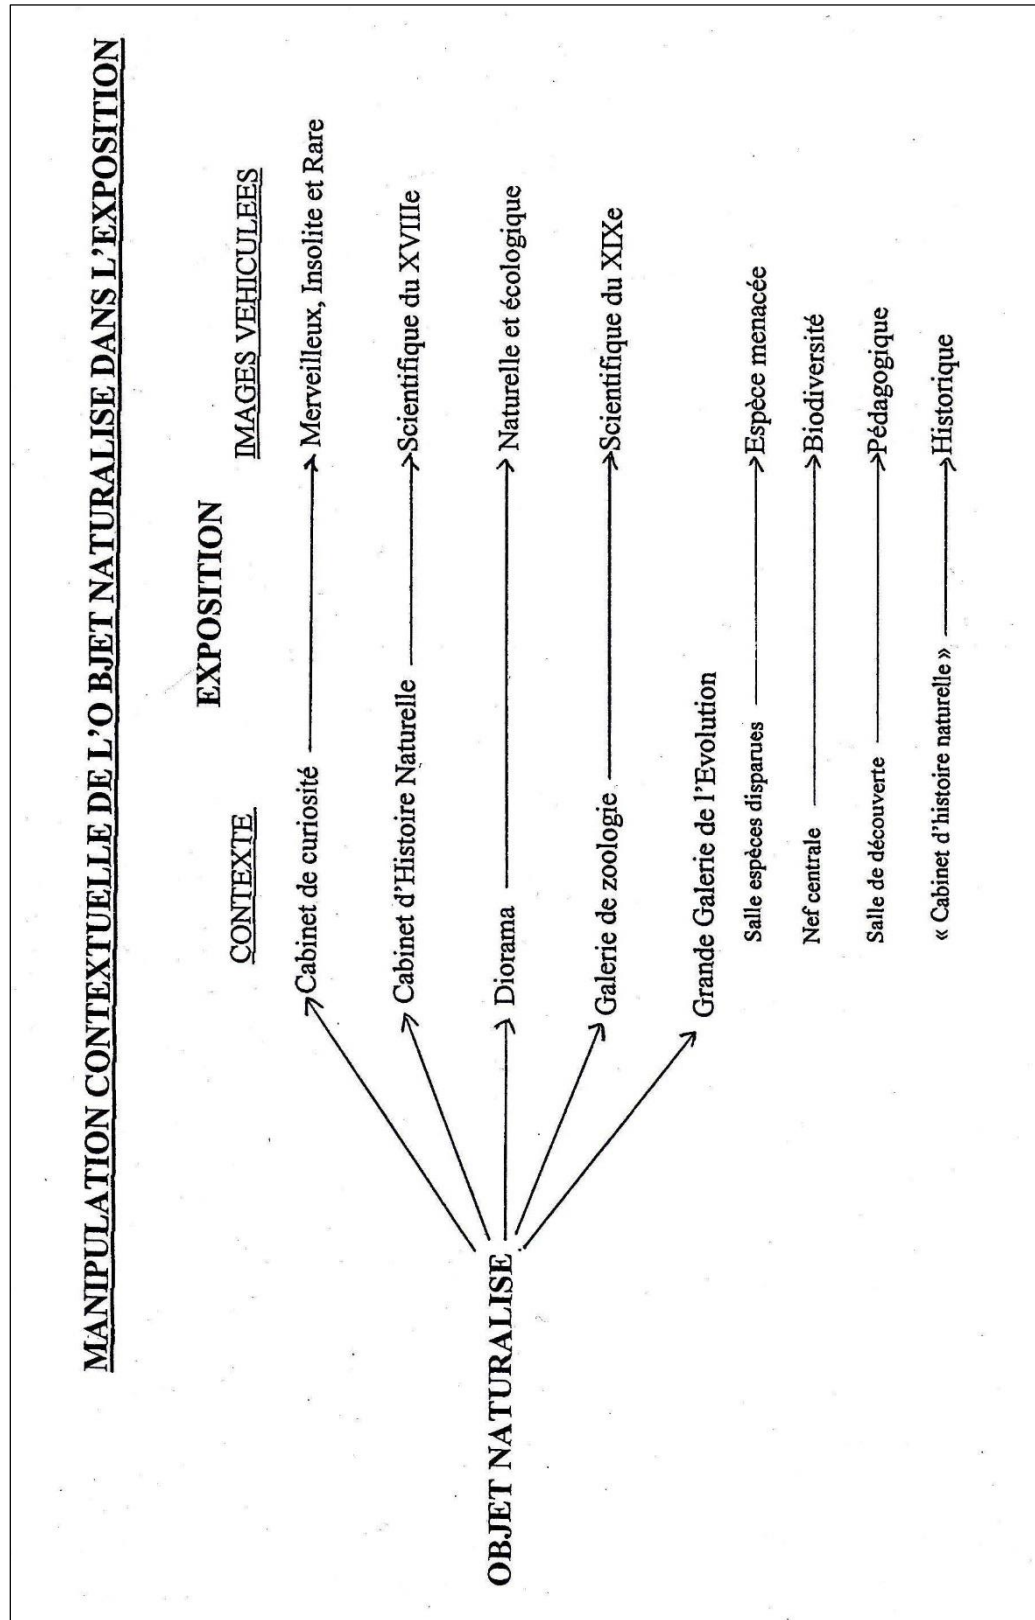 MANIPULATION CONTEXTUELLE DE L'O BJET NATURALISE DANS L'EXPOSITION
EXPOSITION
CONTEXTE
IMAGES VEHICULEES
OBJET NATURALISE
Cabinet de curiosité
Merveilleux, Insolite et Rare
Cabinet d'Histoire Naturelle
Scientifique du XVIIIe
Diorama
Naturelle et écologique
Galerie de zoologie
Scientifique du XIXe
Grande Galerie de l'Evolution
Salle espèces disparues
Espèce menacée
Nef centrale
Biodiversité
Salle de découverte
Pédagogique
« Cabinet d'histoire naturelle »
Historique